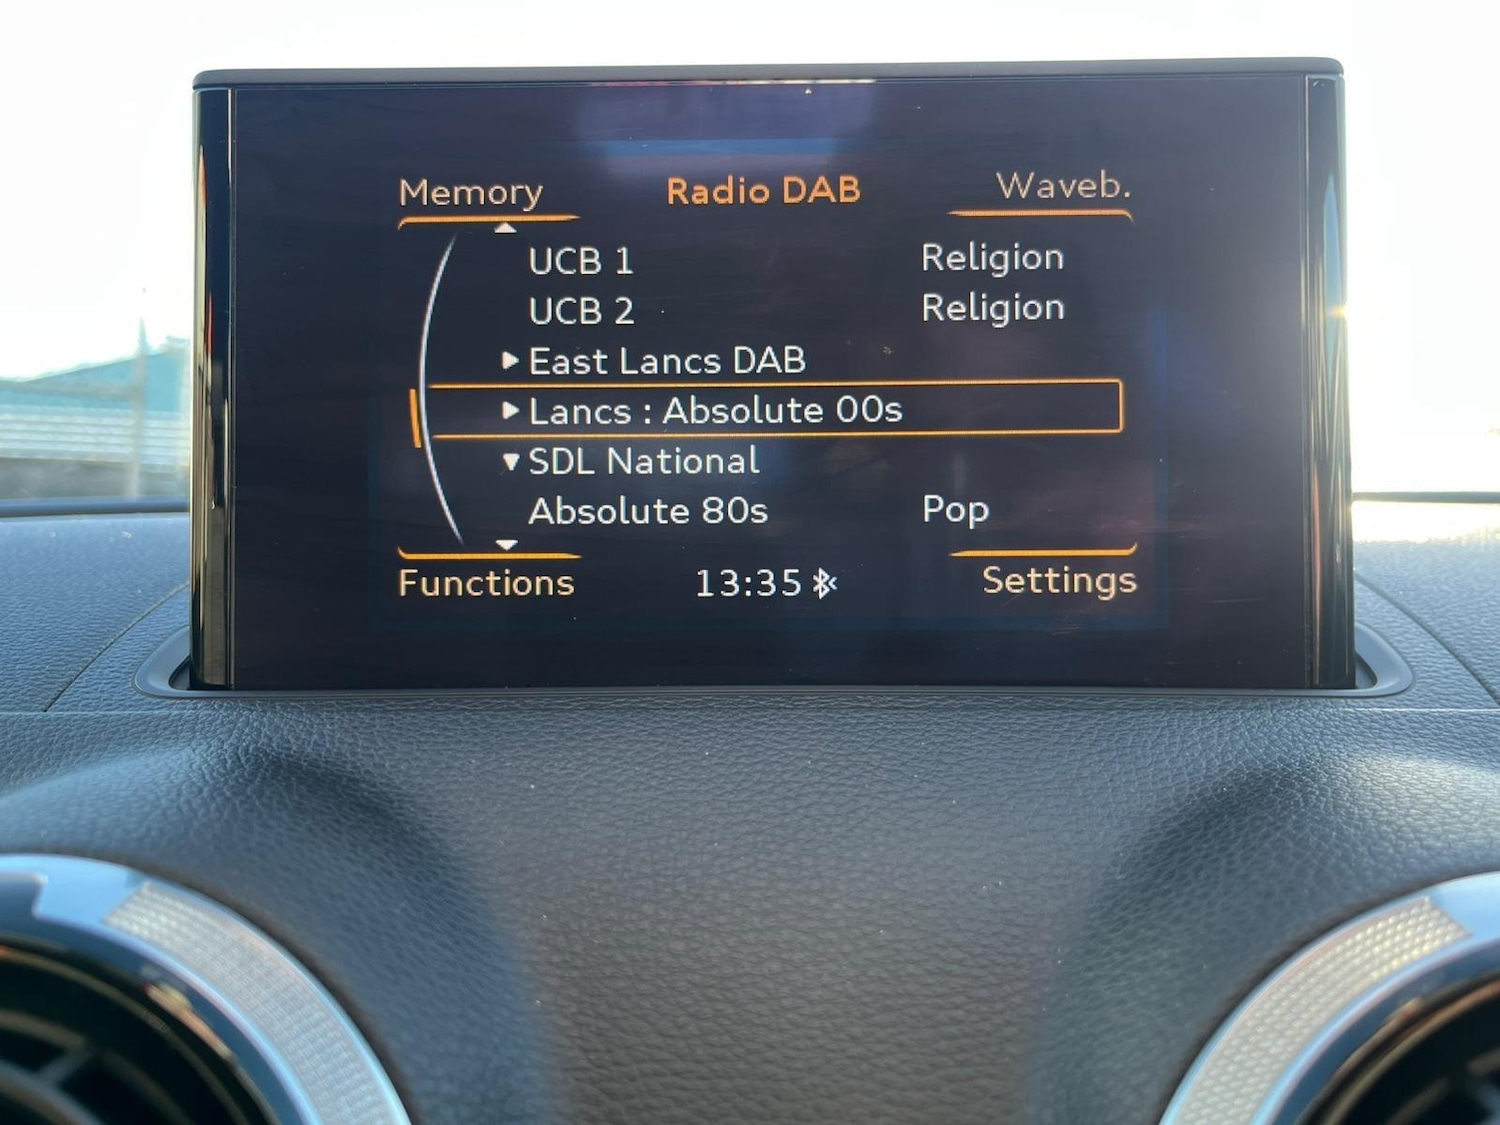 Memory Radio DAB Waveb.
UCB 1 Religion
UCB 2 Religion
East Lancs DAB
Lancs : Absolute 00s
SDL National
Absolute 80s Pop
Functions 13:35 Settings